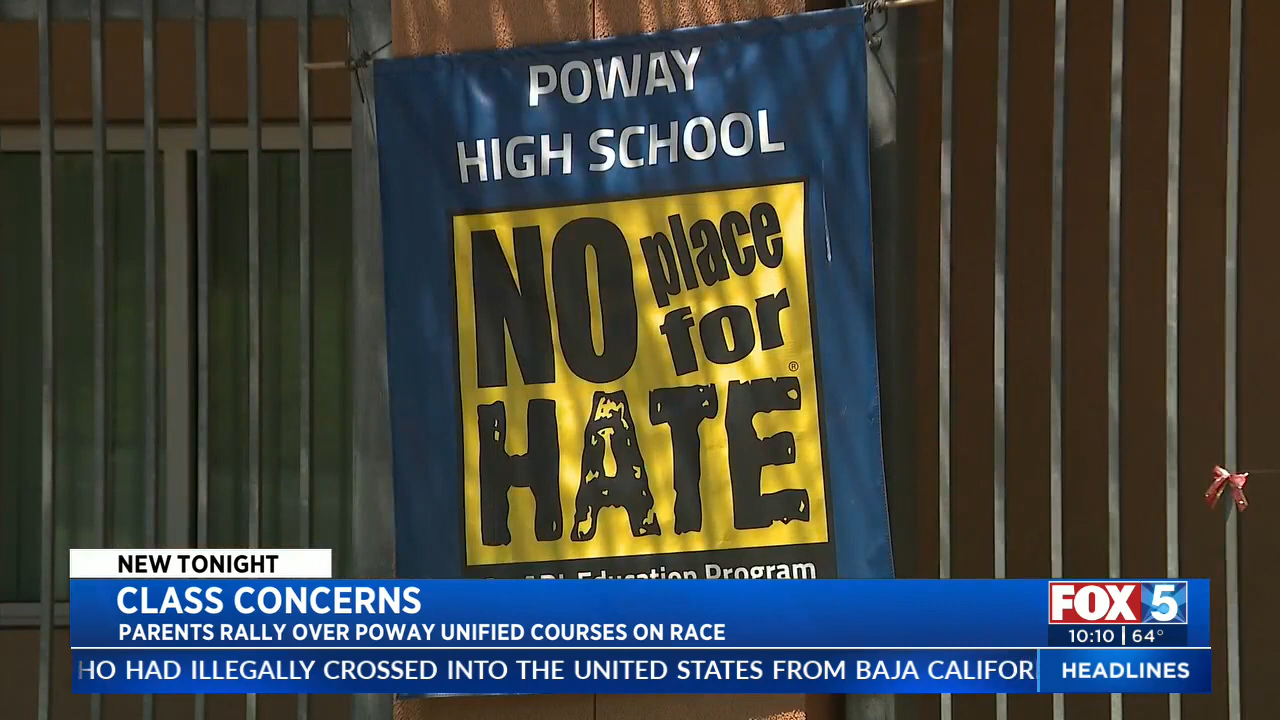 POWAY
HIGH SCHOOL
NO place
for
®
HATE
ADL Education Program
NEW TONIGHT
CLASS CONCERNS
PARENTS RALLY OVER POWAY UNIFIED COURSES ON RACE
FOX 5
10:10 | 64°
HO HAD ILLEGALLY CROSSED INTO THE UNITED STATES FROM BAJA CALIFOR
HEADLINES